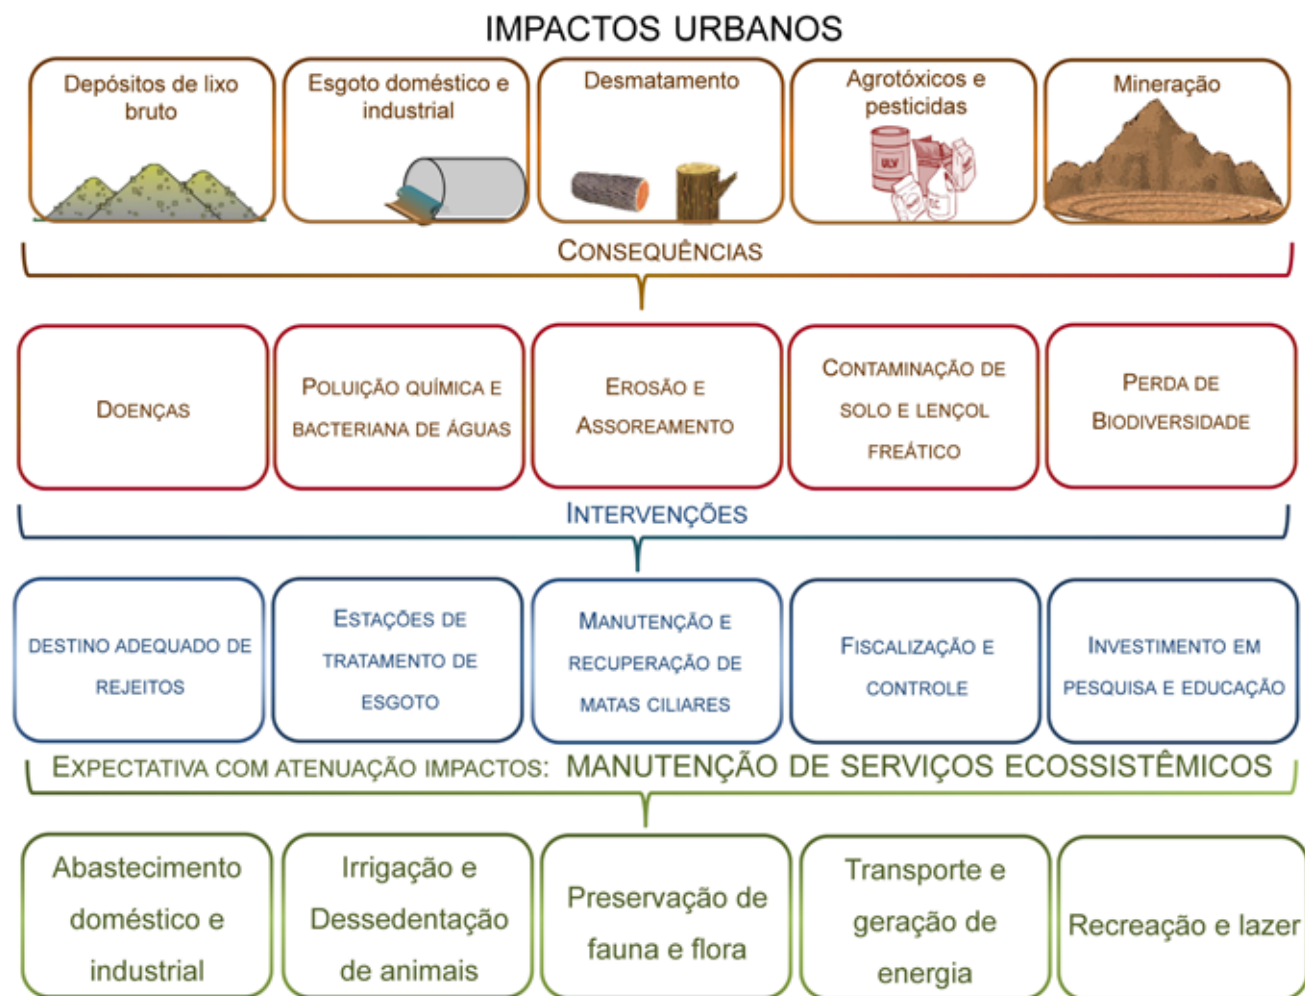 IMPACTOS URBANOS
Depósitos de lixo
bruto
Esgoto doméstico e
industrial
Desmatamento
Agrotóxicos e
pesticidas
ULV
Mineração
CONSEQUÊNCIAS
DOENÇAS
POLUIÇÃO QUÍMICA E
BACTERIANA DE ÁGUAS
EROSÃO E
ASSOREAMENTO
CONTAMINAÇÃO DE
SOLO E LENÇOL
FREÁTICO
PERDA DE
BIODIVERSIDADE
INTERVENÇÕES
DESTINO ADEQUADO DE
REJEITOS
ESTAÇÕES DE
TRATAMENTO DE
ESGOTO
MANUTENÇÃO E
RECUPERAÇÃO DE
MATAS CILIARES
FISCALIZAÇÃO E
CONTROLE
INVESTIMENTO EM
PESQUISA E EDUCAÇÃO
EXPECTATIVA COM ATENUAÇÃO IMPACTOS: MANUTENÇÃO DE SERVIÇOS ECOSSISTÊMICOS
Abastecimento
doméstico e
industrial
Irrigação e
Dessedentação
de animais
Preservação de
fauna e flora
Transporte e
geração de
energia
Recreação e lazer